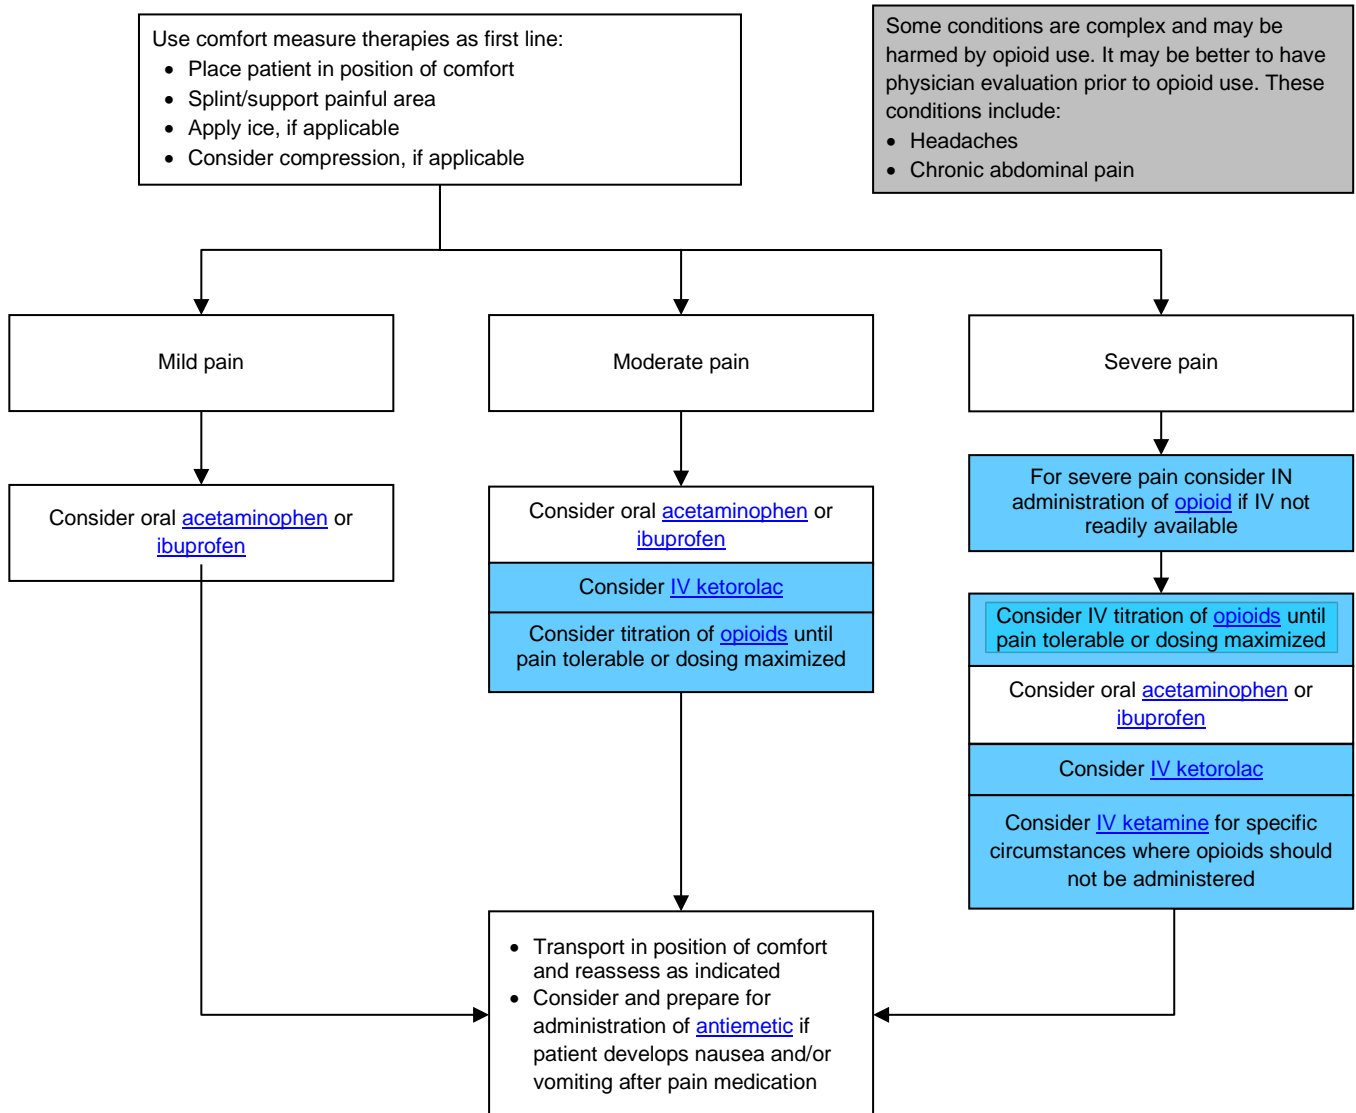 Use comfort measure therapies as first line:
• Place patient in position of comfort
• Splint/support painful area
• Apply ice, if applicable
• Consider compression, if applicable
Some conditions are complex and may be
harmed by opioid use. It may be better to have
physician evaluation prior to opioid use. These
conditions include:
• Headaches
• Chronic abdominal pain
Mild pain
Moderate pain
Severe pain
Consider oral acetaminophen or
ibuprofen
Consider oral acetaminophen or
ibuprofen
Consider IV ketorolac
Consider titration of opioids until
pain tolerable or dosing maximized
For severe pain consider IN
administration of opioid if IV not
readily available
Consider IV titration of opioids until
pain tolerable or dosing maximized
Consider oral acetaminophen or
ibuprofen
Consider IV ketorolac
Consider IV ketamine for specific
circumstances where opioids should
not be administered
• Transport in position of comfort
and reassess as indicated
• Consider and prepare for
administration of antiemetic if
patient develops nausea and/or
vomiting after pain medication